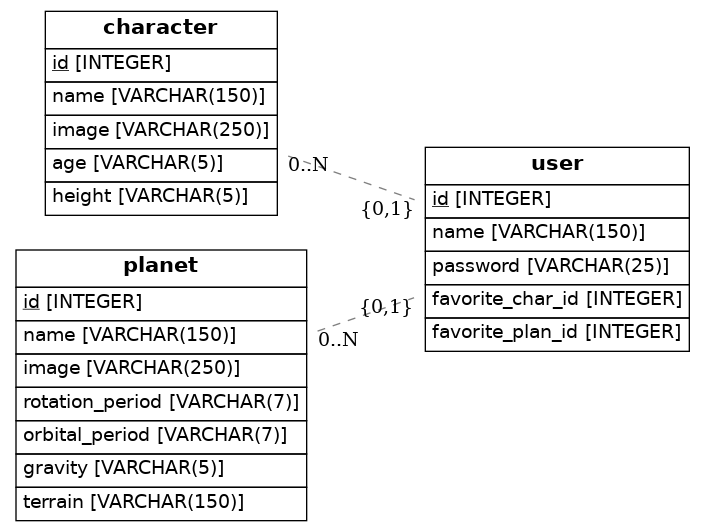 character
id [INTEGER]
name [VARCHAR(150)]
image [VARCHAR(250)]
age [VARCHAR(5)]
height [VARCHAR(5)]
0..N
{0,1}
user
id [INTEGER]
name [VARCHAR(150)]
password [VARCHAR(25)]
favorite_char_id [INTEGER]
favorite_plan_id [INTEGER]
planet
id [INTEGER]
name [VARCHAR(150)]
image [VARCHAR(250)]
rotation_period [VARCHAR(7)]
orbital_period [VARCHAR(7)]
gravity [VARCHAR(5)]
terrain [VARCHAR(150)]
{0,1}
0..N